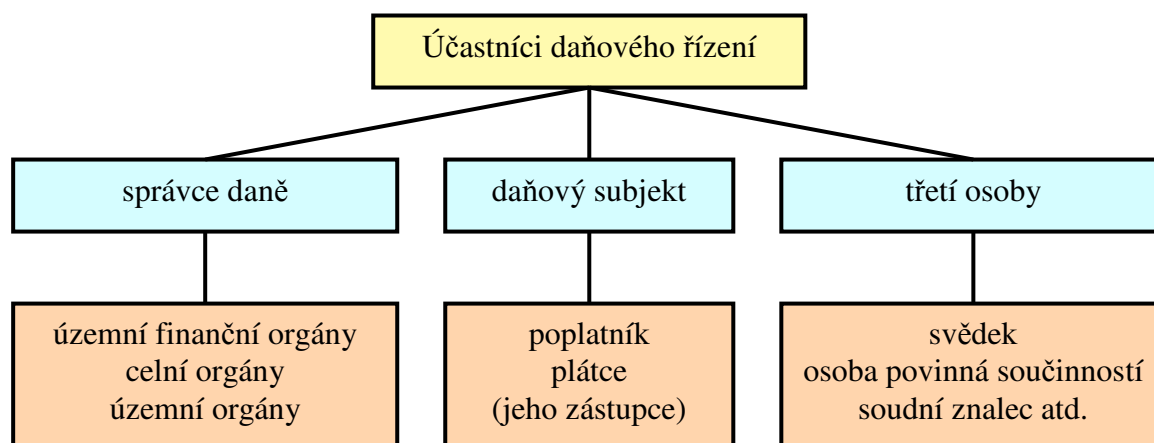 Účastníci daňového řízení
správce daně
daňový subjekt
třetí osoby
územní finanční orgány
celní orgány
územní orgány
poplatník
plátce
(jeho zástupce)
svědek
osoba povinná součinností
soudní znalec atd.